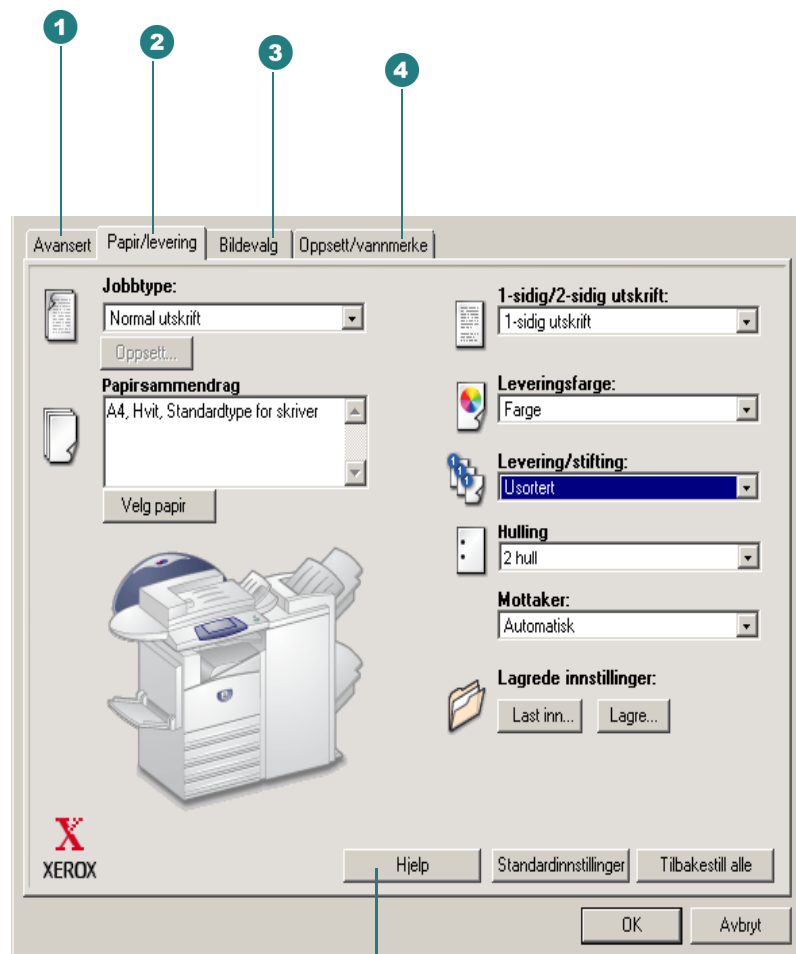 1
2
3
4
Avansert Papir/levering Bildevalg Oppsett/vannmerke
Jobbtype:
Normal utskrift
Oppsett...
Papirsammendrag
A4, Hvit, Standardtype for skriver
Velg papir
1-sidig/2-sidig utskrift:
1-sidig utskrift
Leveringsfarge:
Farge
Levering/stifting:
Usortert
Hulling
2 hull
Mottaker:
Automatisk
Lagrede innstillinger:
Last inn... Lagre...
X
XEROX
Hjelp Standardinnstillinger Tilbakestill alle
OK Avbryt